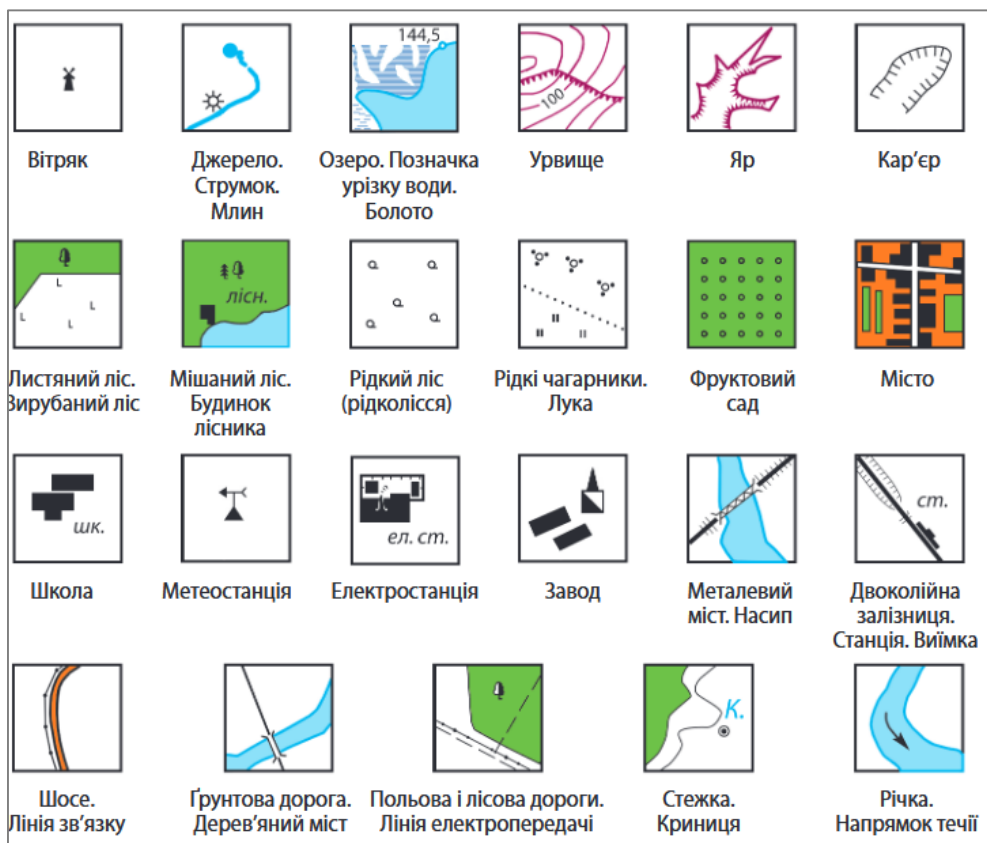 144,5
100
Вітряк
Джерело.
Струмок.
Млин
Озеро. Позначка
урізку води.
Болото
Урвище
Яр
Кар’єр
лісн.
Листяний ліс.
Вирубаний ліс
Мішаний ліс.
Будинок
лісника
Рідкий ліс
(рідколісся)
Рідкі чагарники.
Лука
Фруктовий
сад
Місто
шк.
ел. ст.
ст.
Школа
Метеостанція
Електростанція
Завод
Металевий
міст. Насип
Двоколійна
залізниця.
Станція. Виїмка
К.
Шосе.
Лінія зв’язку
Ґрунтова дорога.
Дерев’яний міст
Польова і лісова дороги.
Лінія електропередачі
Стежка.
Криниця
Річка.
Напрямок течії